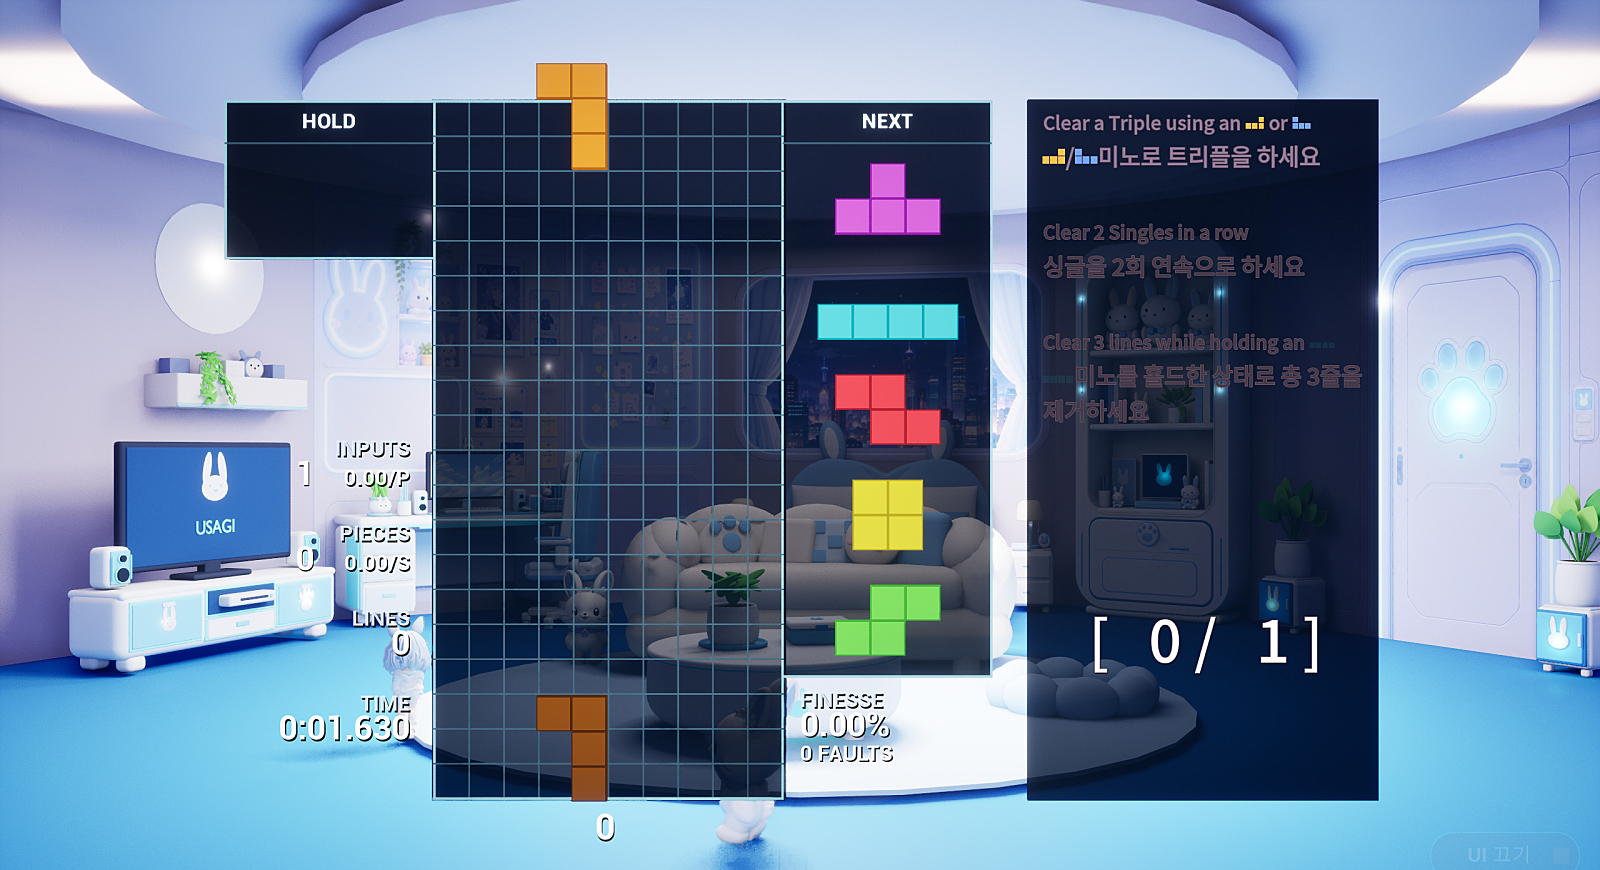 HOLD
NEXT
Clear a Triple using an or
/ 미노로 트리플을 하세요
Clear 2 Singles in a row
싱글을 2회 연속으로 하세요
Clear 3 lines while holding an
미노를 홀드한 상태로 총 3줄을
제거하세요
[ 0/ 1]
USAGI
INPUTS
1 0.00/P
PIECES
0 0.00/S
LINES
0
TIME
0:01.630
FINESSE
0.00%
0 FAULTS
0
UI 끄기